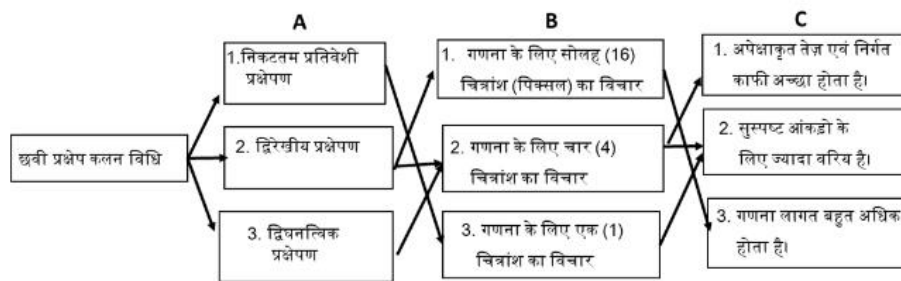 A
B
C
छवी प्रक्षेप कलन विधि
1.निकटतम प्रतिवेशी
प्रक्षेपण
2. द्विरेखीय प्रक्षेपण
3. द्विघनत्विक
प्रक्षेपण
1. गणना के लिए सोलह (16)
चित्रांश (पिक्सल) का विचार
2. गणना के लिए चार (4)
चित्रांश का विचार
3. गणना के लिए एक (1)
चित्रांश का विचार
1. अपेक्षाकृत तेज़ एवं निर्गत
काफी अच्छा होता है।
2. सुस्पष्ट आंकड़ो के
लिए ज्यादा वरिय है।
3. गणना लागत बहुत अधिक
होता है।